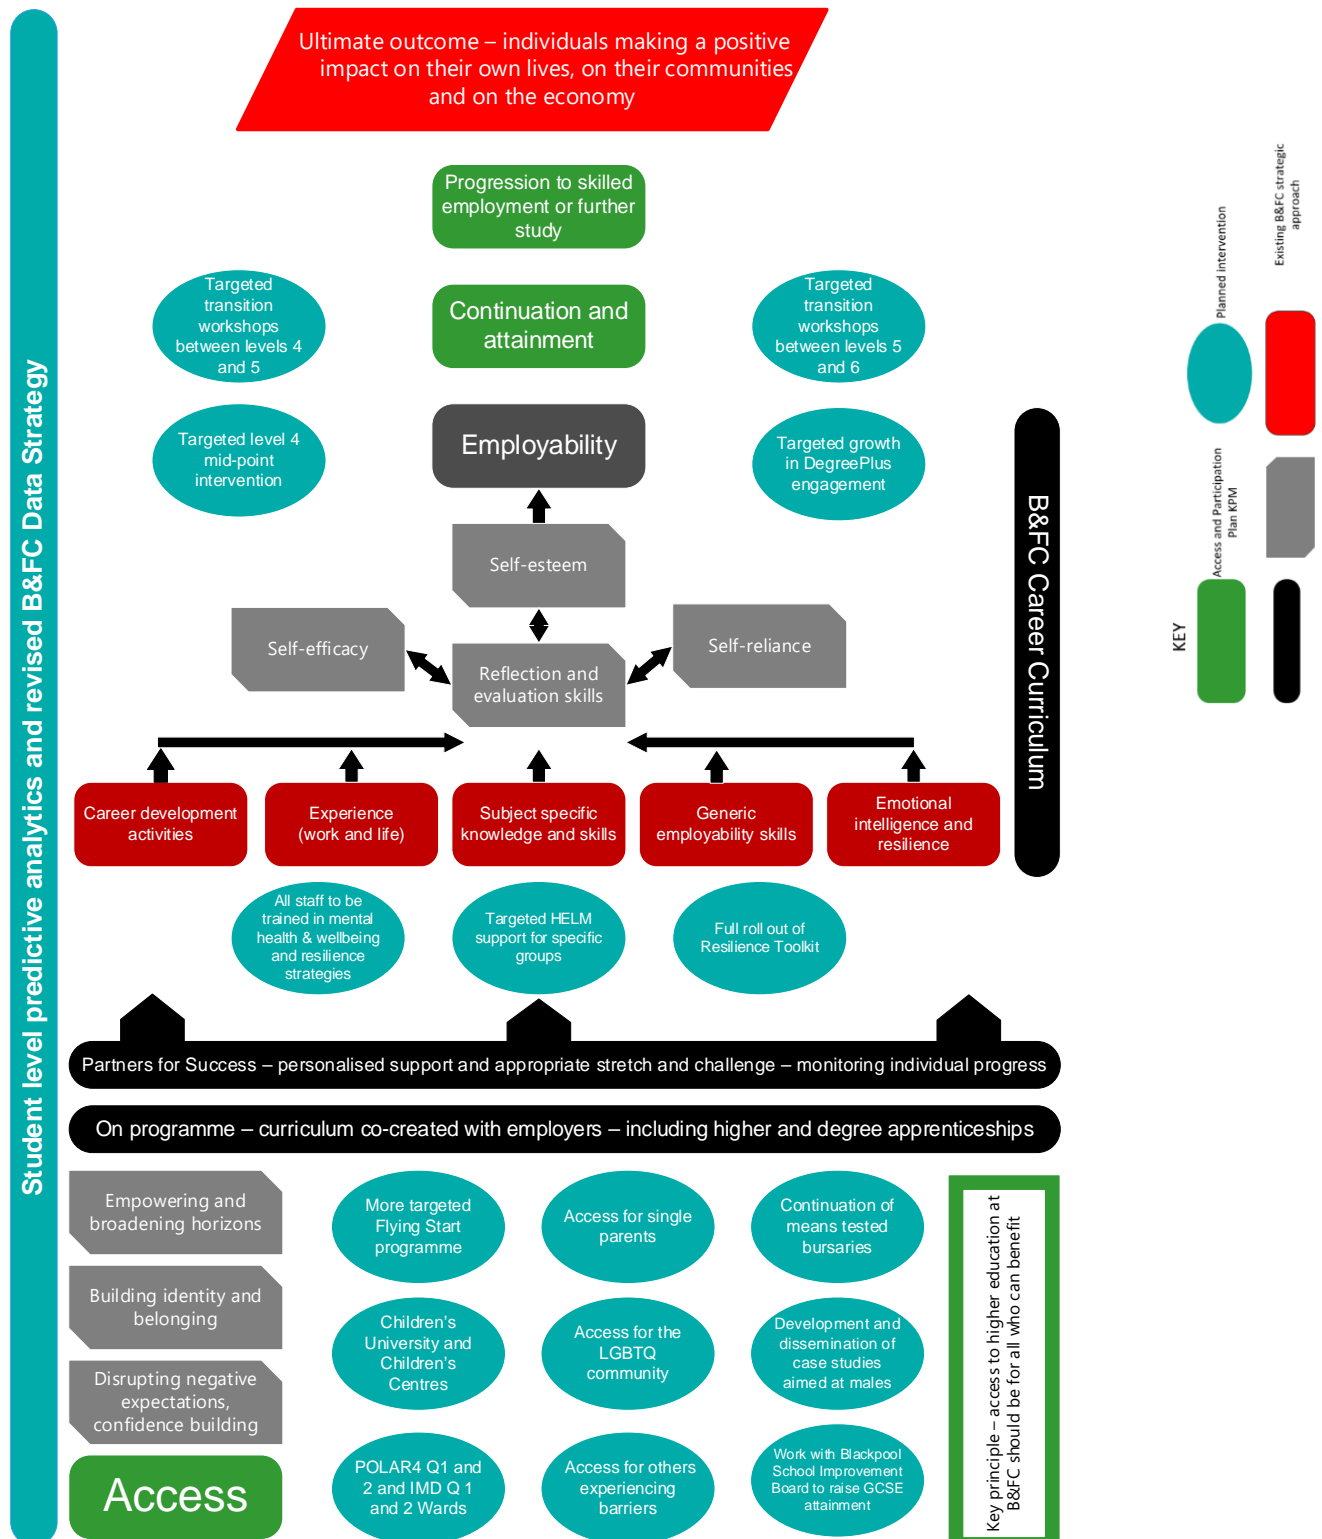 Ultimate outcome – individuals making a positive
impact on their own lives, on their communities
and on the economy
Progression to skilled
employment or further
study
Targeted
transition
workshops
between levels 4
and 5
Continuation and
attainment
Targeted
transition
workshops
between levels 5
and 6
Targeted level 4
mid-point
intervention
Employability
Targeted growth
in DegreePlus
engagement
Self-esteem
Self-efficacy
Reflection and
evaluation skills
Self-reliance
Career development
activities
Experience
(work and life)
Subject specific
knowledge and skills
Generic
employability skills
Emotional
intelligence and
resilience
All staff to be
trained in mental
health & wellbeing
and resilience
strategies
Targeted HELM
support for specific
groups
Full roll out of
Resilience Toolkit
Partners for Success – personalised support and appropriate stretch and challenge – monitoring individual progress
On programme – curriculum co-created with employers – including higher and degree apprenticeships
Empowering and
broadening horizons
Building identity and
belonging
Disrupting negative
expectations,
confidence building
Access
More targeted
Flying Start
programme
Access for single
parents
Continuation of
means tested
bursaries
Children's
University and
Children's
Centres
Access for the
LGBTQ
community
Development and
dissemination of
case studies
aimed at males
POLAR4 Q1 and
2 and IMD Q 1
and 2 Wards
Access for others
experiencing
barriers
Work with Blackpool
School Improvement
Board to raise GCSE
attainment
Key principle – access to higher education at
B&FC should be for all who can benefit
Student level predictive analytics and revised B&FC Data Strategy
B&FC Career Curriculum
KEY
Access and Participation
Plan KPM
Planned intervention
Existing B&FC strategic
approach